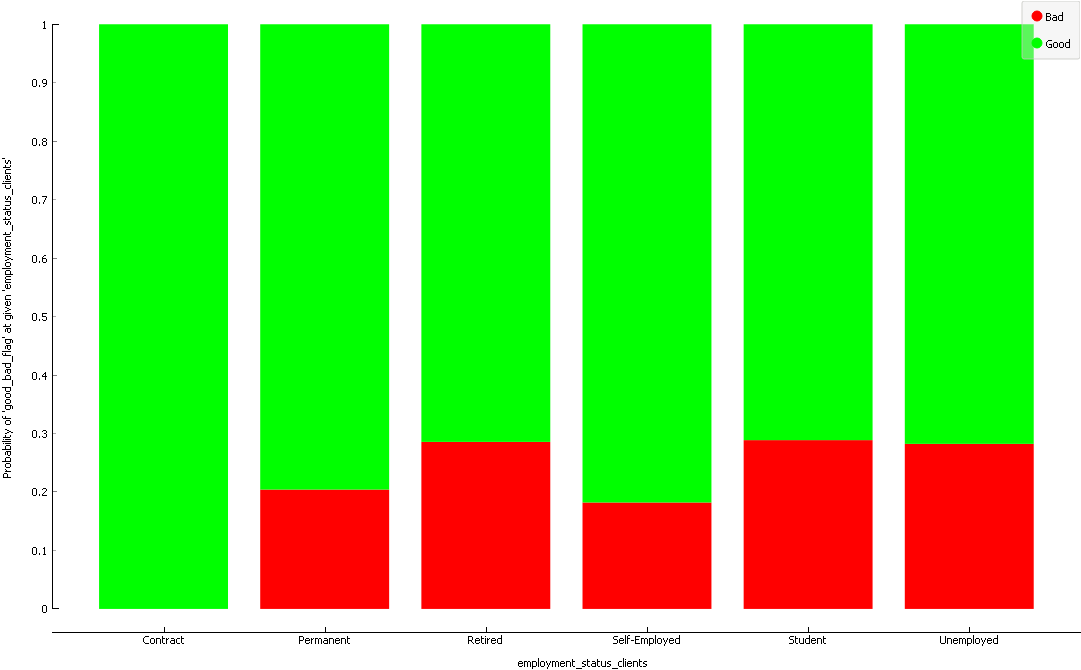 Bad
Good
1
0.9
0.8
0.7
0.6
0.5
0.4
0.3
0.2
0.1
0
Probability of 'good_bad_flag' at given 'employment_status_clients'
Contract Permanent Retired Self-Employed Student Unemployed
employment_status_clients